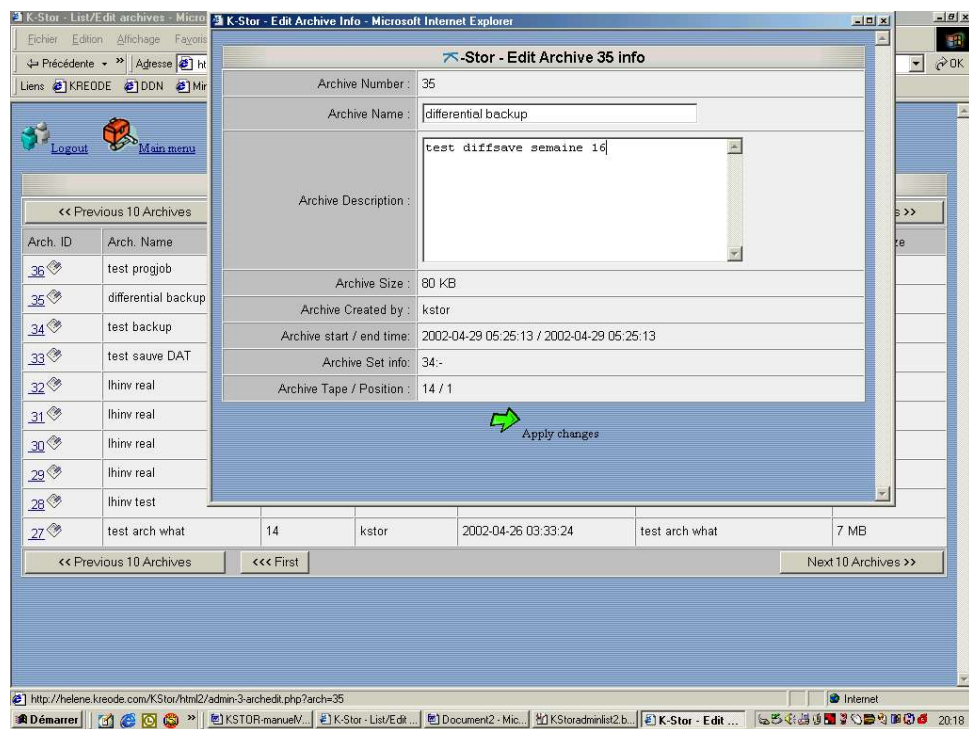 K-Stor - List/Edit archives - Micro
K-Stor - Edit Archive Info - Microsoft Internet Explorer
Fichier Edition Affichage Favoris
Précédente » Adresse ht
OK
Liens KREODE DDN Mir
-Stor - Edit Archive 35 info
Archive Number : 35
Archive Name : differential backup
Archive Description : test diffsave semaine 16
Archive Size : 80 KB
Archive Created by : kstor
Archive start / end time: 2002-04-29 05:25:13 / 2002-04-29 05:25:13
Archive Set info: 34:-
Archive Tape / Position : 14 / 1
Apply changes
Logout Main menu
<< Previous 10 Archives s >>
Arch. ID Arch. Name ze
36 test progjob
35 differential backup
34 test backup
33 test sauve DAT
32 lhinv real
31 lhinv real
30 lhinv real
29 lhinv real
28 lhinv test
27 test arch what 14 kstor 2002-04-26 03:33:24 test arch what 7 MB
<< Previous 10 Archives <<< First Next 10 Archives >>
http://helene.kreode.com/KStor/html2/admin-3-archedit.php?arch=35 Internet
Démarrer » KSTOR-manuelV... K-Stor - List/Edit ... Document2 - Mic... KStoradminlist2.b... K-Stor - Edit ... 20:18